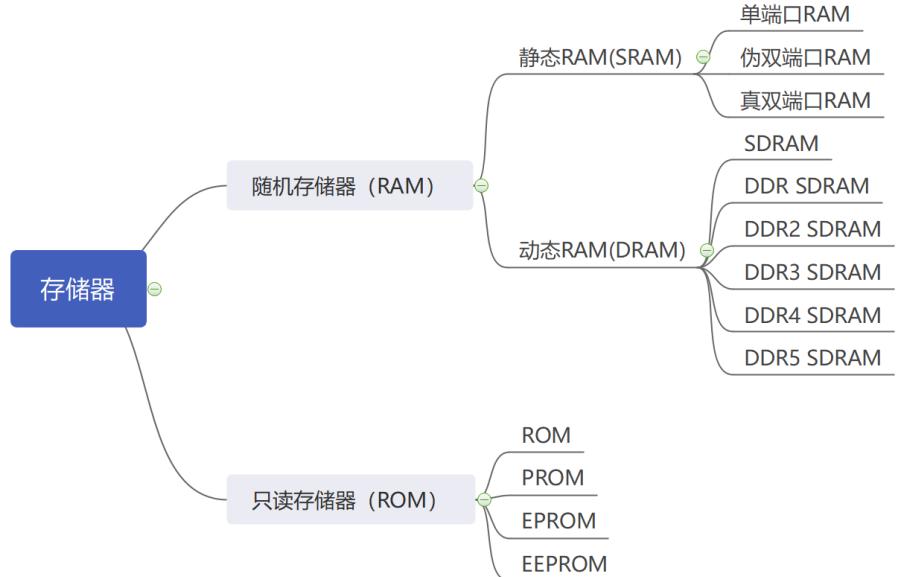 存储器
随机存储器（RAM）
静态RAM(SRAM)
单端口RAM
伪双端口RAM
真双端口RAM
动态RAM(DRAM)
SDRAM
DDR SDRAM
DDR2 SDRAM
DDR3 SDRAM
DDR4 SDRAM
DDR5 SDRAM
只读存储器（ROM）
ROM
PROM
EPROM
EEPROM